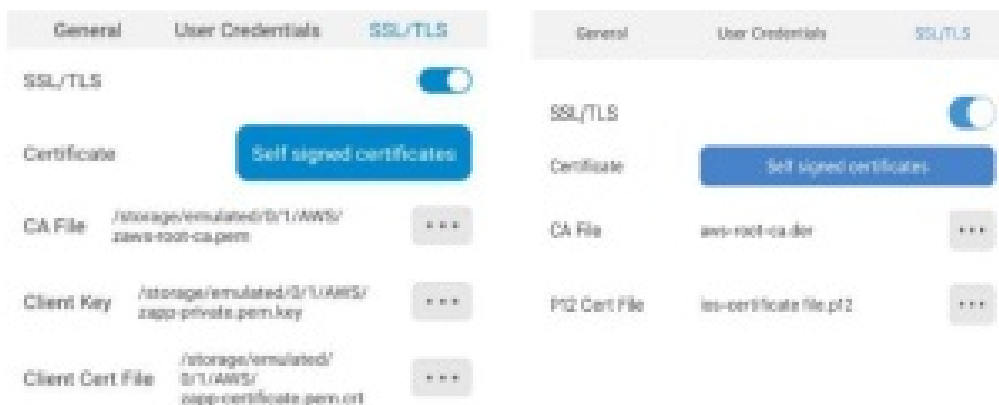 General User Credentials SSL/TLS
SSL/TLS
Certificate Self signed certificates
CA File /storage/emulated/0/1/AWS/
zaws-root-ca.pem
Client Key /storage/emulated/0/1/AWS/
zapp-private.pem.key
Client Cert File /storage/emulated/
0/1/AWS/
zapp-certificate.pem.crt
General User Credentials SSL/TLS
SSL/TLS
Certificate Self signed certificates
CA File aws-root-ca.der
P12 Cert File ios-certificate file.p12